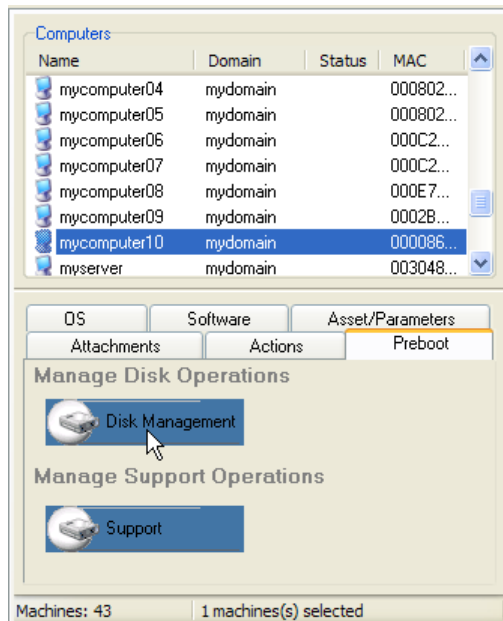 Computers
Name Domain Status MAC
mycomputer04 mydomain 000802...
mycomputer05 mydomain 000802...
mycomputer06 mydomain 000C2...
mycomputer07 mydomain 000C2...
mycomputer08 mydomain 000E7...
mycomputer09 mydomain 0002B...
mycomputer10 mydomain 000086...
myserver mydomain 003048...
OS Software Asset/Parameters
Attachments Actions Preboot
Manage Disk Operations
Disk Management
Manage Support Operations
Support
Machines: 43 1 machines(s) selected